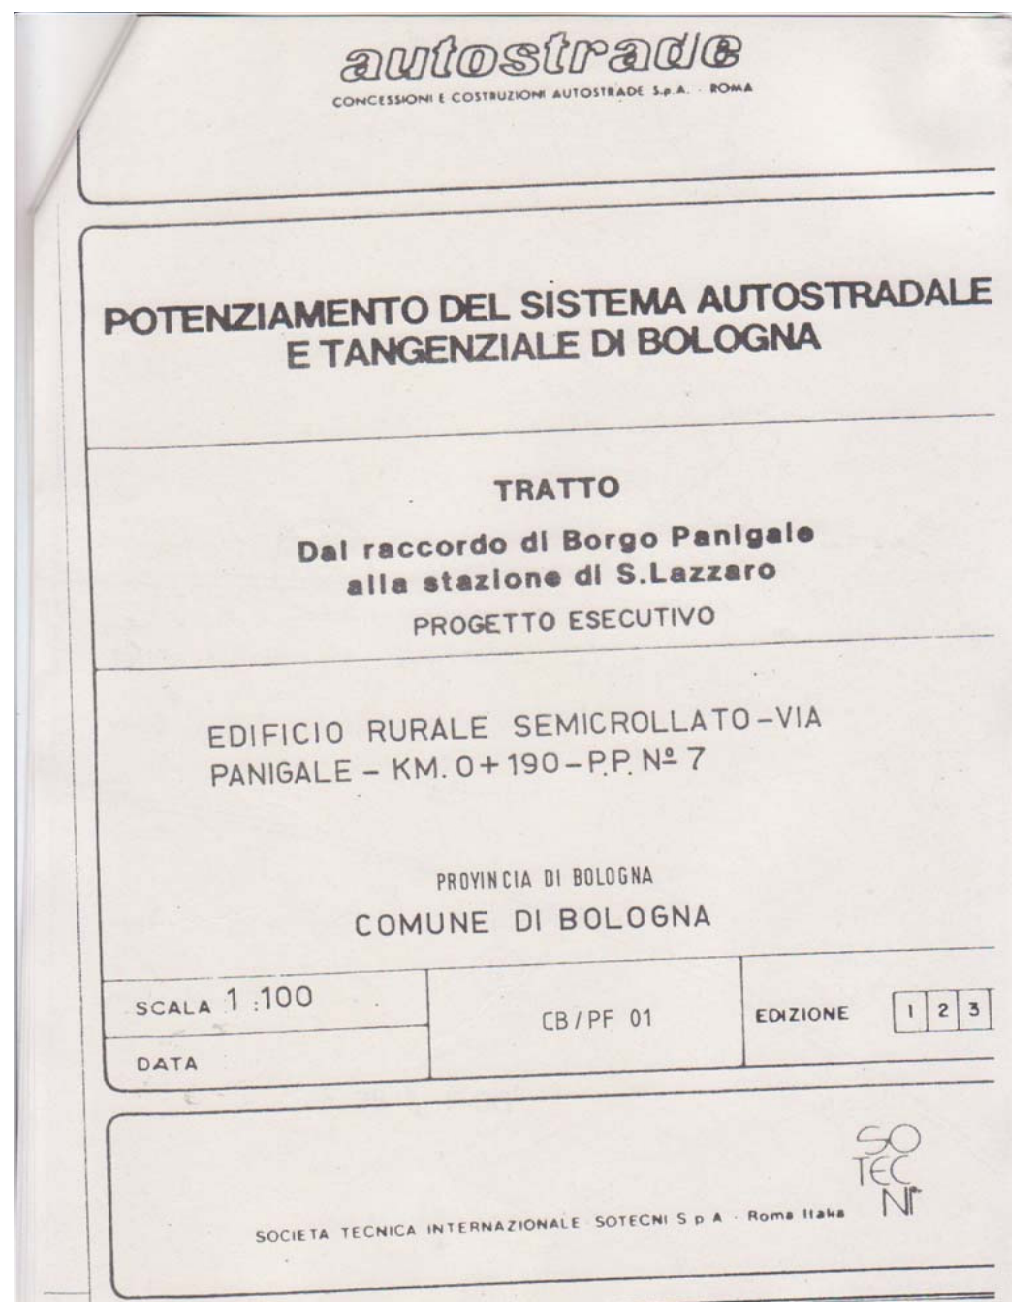 autostrade
CONCESSIONI E COSTRUZIONI AUTOSTRADE S.p.A. - ROMA
POTENZIAMENTO DEL SISTEMA AUTOSTRADALE
E TANGENZIALE DI BOLOGNA
TRATTO
Dal raccordo di Borgo Panigale
alla stazione di S.Lazzaro
PROGETTO ESECUTIVO
EDIFICIO RURALE SEMICROLLATO-VIA
PANIGALE - KM. 0+190-P.P. Nº 7
PROVINCIA DI BOLOGNA
COMUNE DI BOLOGNA
SCALA 1:100
CB/PF 01
EDIZIONE 1 2 3
DATA
SO
TEC
NI
SOCIETA TECNICA INTERNAZIONALE SOTECNI S p A - Roma Italia